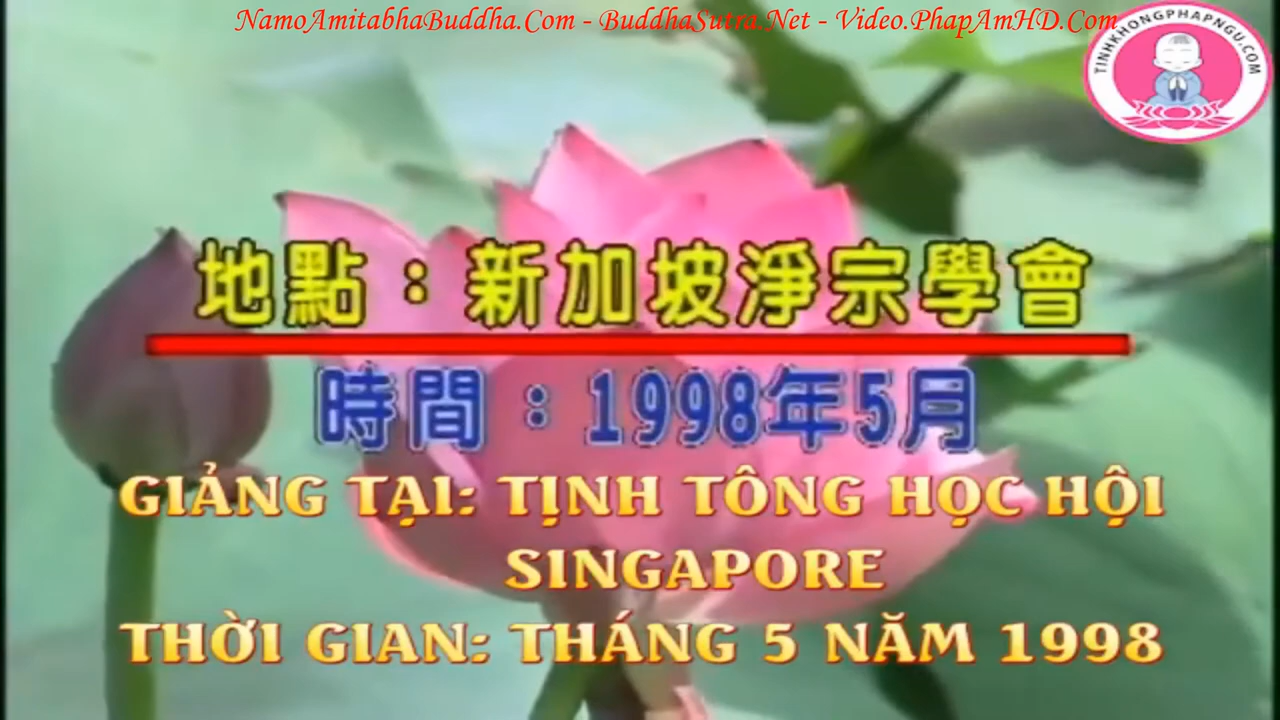 NamoAmitabhaBuddha.Com - BuddhaSutra.Net - Video.PhapAmHD.Com
TINHKHONGPHAPNGU.COM
地點：新加坡淨宗學會
時間：1998年5月
GIẢNG TẠI: TỊNH TÔNG HỌC HỘI
SINGAPORE
THỜI GIAN: THÁNG 5 NĂM 1998